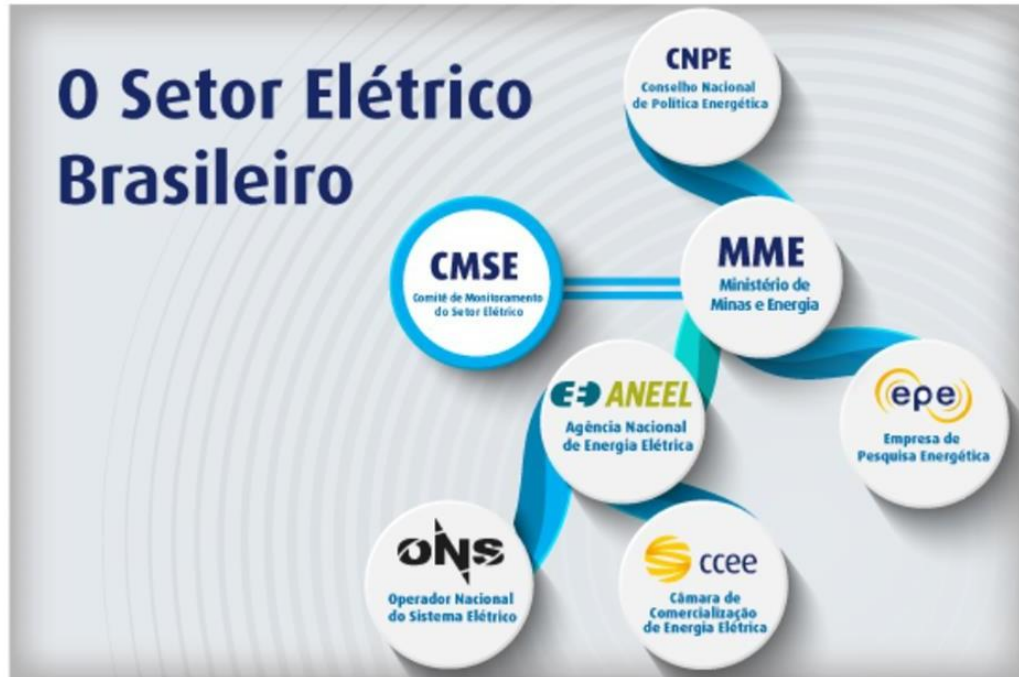 O Setor Elétrico
Brasileiro
CNPE
Conselho Nacional
de Política Energética
CMSE
Comitê de Monitoramento
do Setor Elétrico
MME
Ministério de
Minas e Energia
ANEEL
Agência Nacional
de Energia Elétrica
epe
Empresa de
Pesquisa Energética
ONS
Operador Nacional
do Sistema Elétrico
ccee
Câmara de
Comercialização
de Energia Elétrica